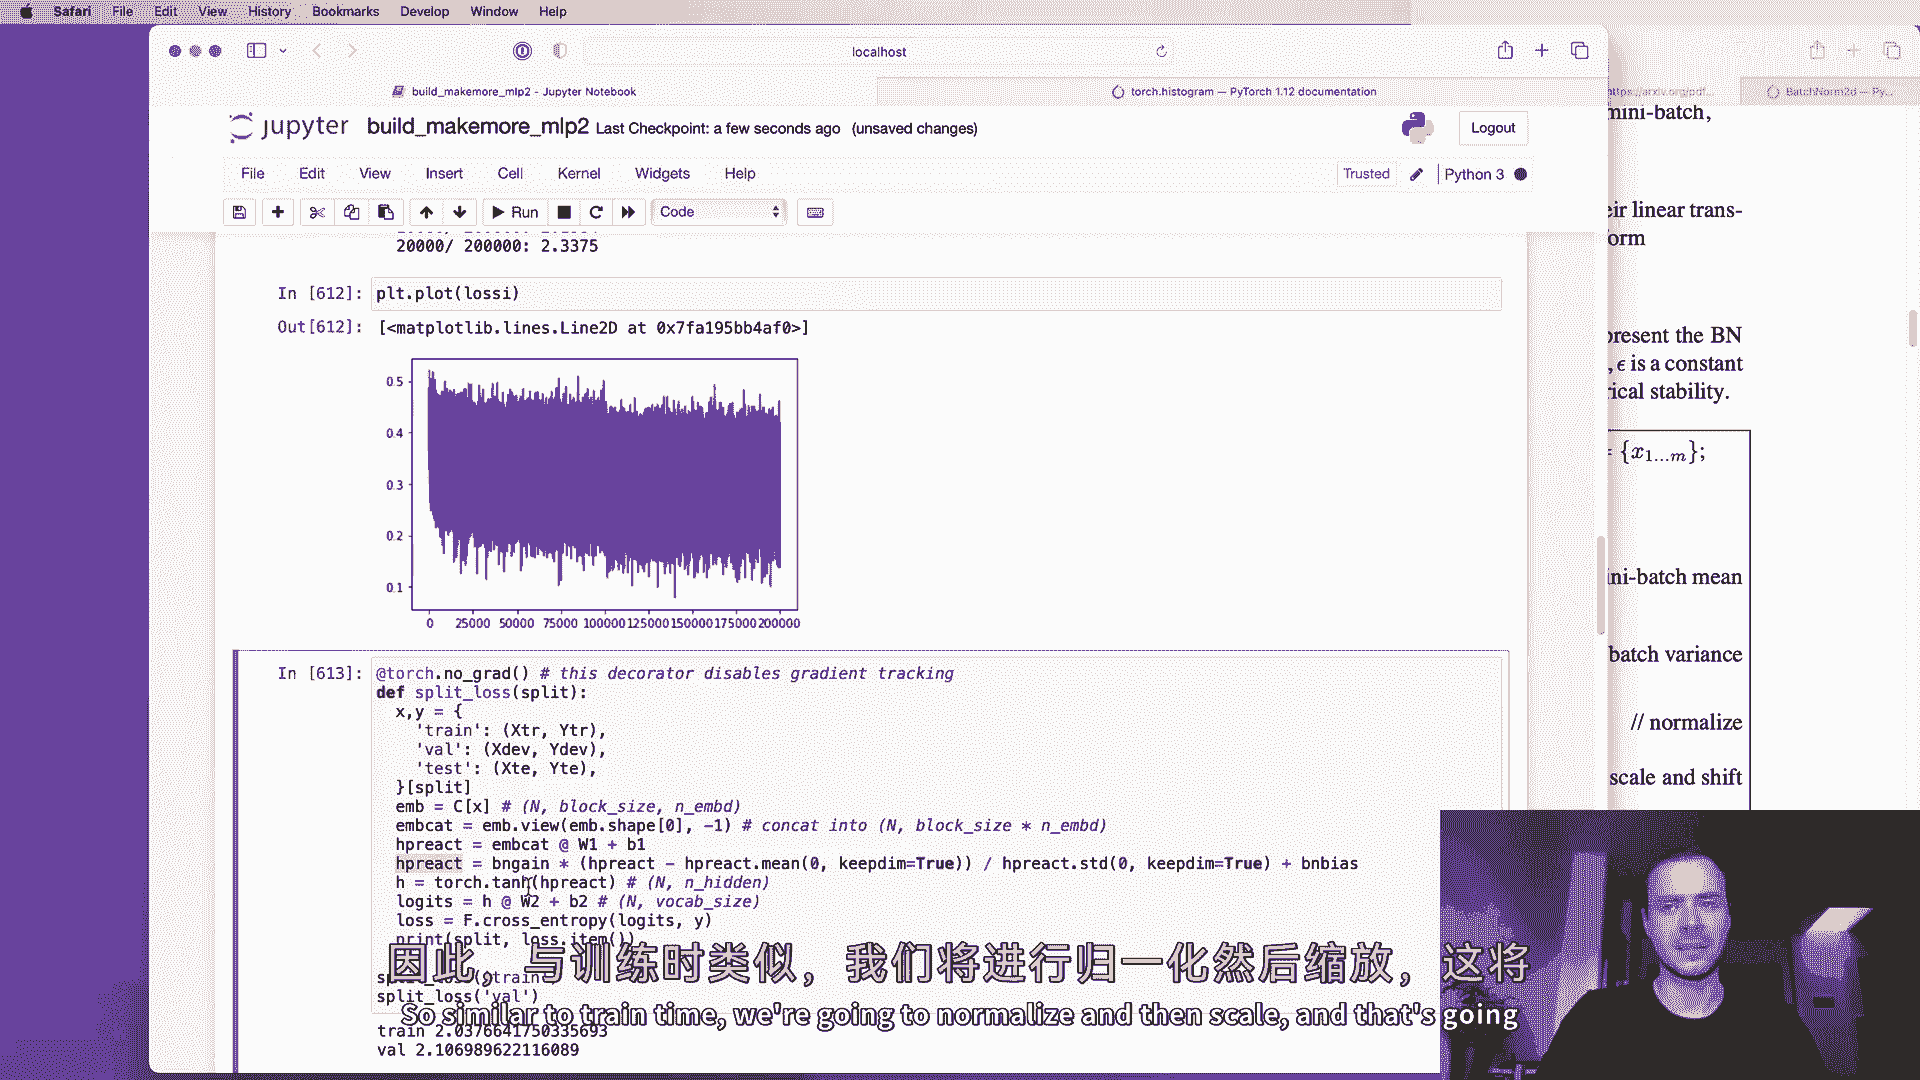 Safari File Edit View History Bookmarks Develop Window Help
localhost
build_makemore_mlp2 - Jupyter Notebook
torch.histogram — PyTorch 1.12 documentation
https://arxiv.org/pdf...
BatchNorm2d — Py...
jupyter build_makemore_mlp2 Last Checkpoint: a few seconds ago (unsaved changes)
Logout
File Edit View Insert Cell Kernel Widgets Help
Trusted
Python 3
Run
Code
20000/ 200000: 2.3375
In [612]: plt.plot(lossi)
Out[612]: [<matplotlib.lines.Line2D at 0x7fa195bb4af0>]
0.5
0.4
0.3
0.2
0.1
0 25000 50000 75000 100000 125000 150000 175000 200000
In [613]: @torch.no_grad() # this decorator disables gradient tracking
def split_loss(split):
x,y = {
'train': (Xtr, Ytr),
'val': (Xdev, Ydev),
'test': (Xte, Yte),
}[split]
emb = C[x] # (N, block_size, n_embd)
embcat = emb.view(emb.shape[0], -1) # concat into (N, block_size * n_embd)
hpreact = embcat @ W1 + b1
hpreact = bngain * (hpreact - hpreact.mean(0, keepdim=True)) / hpreact.std(0, keepdim=True) + bnbias
h = torch.tanh(hpreact) # (N, n_hidden)
logits = h @ W2 + b2 # (N, vocab_size)
loss = F.cross_entropy(logits, y)
print(split, loss.item())
split_loss('train')
split_loss('val')
train 2.0376641750335693
val 2.106989622116089
mini-batch,
eir linear trans-
orm
present the BN
, ϵ is a constant
rical stability.
= {x1...m};
ini-batch mean
batch variance
// normalize
scale and shift
因此，与训练时类似，我们将进行归一化然后缩放，这将
So similar to train time, we're going to normalize and then scale, and that's going